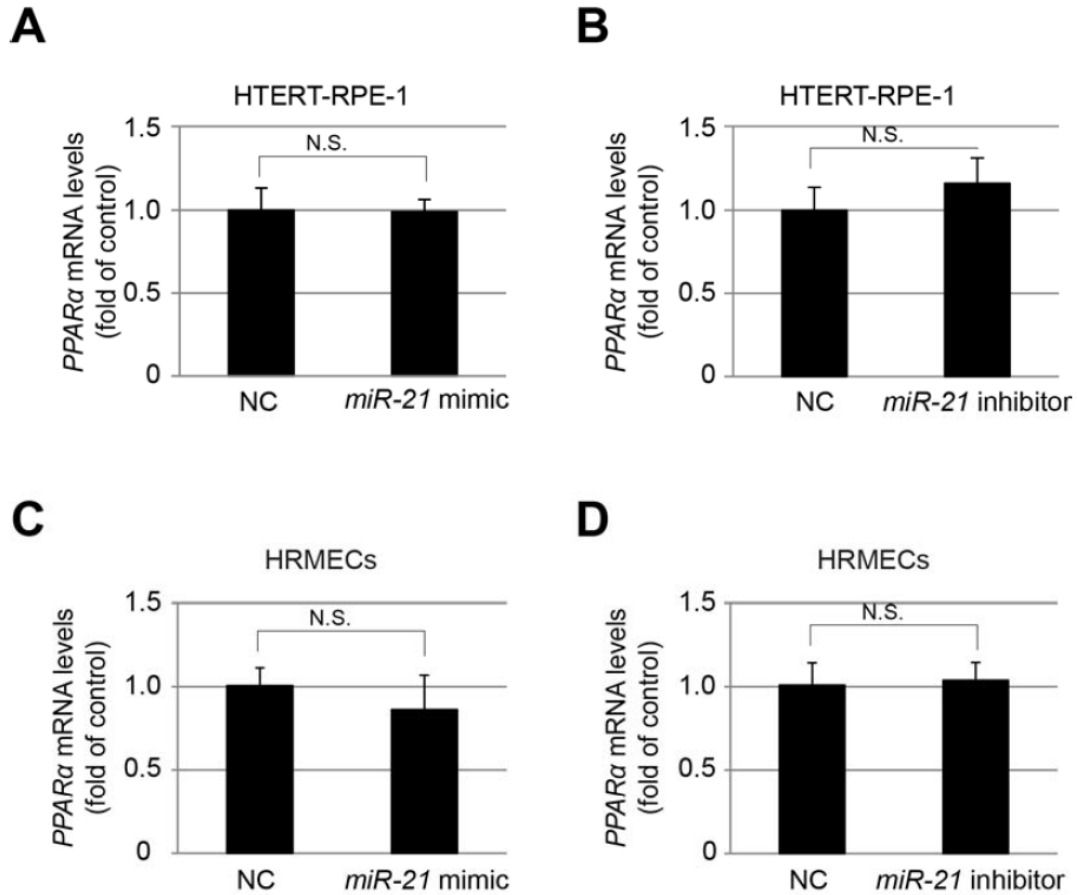 A
HTERT-RPE-1
PPARα mRNA levels
(fold of control)
1.5
1.0
0.5
0
N.S.
NC
miR-21 mimic
B
HTERT-RPE-1
PPARα mRNA levels
(fold of control)
1.5
1.0
0.5
0
N.S.
NC
miR-21 inhibitor
C
HRMECs
PPARα mRNA levels
(fold of control)
1.5
1.0
0.5
0
N.S.
NC
miR-21 mimic
D
HRMECs
PPARα mRNA levels
(fold of control)
1.5
1.0
0.5
0
N.S.
NC
miR-21 inhibitor